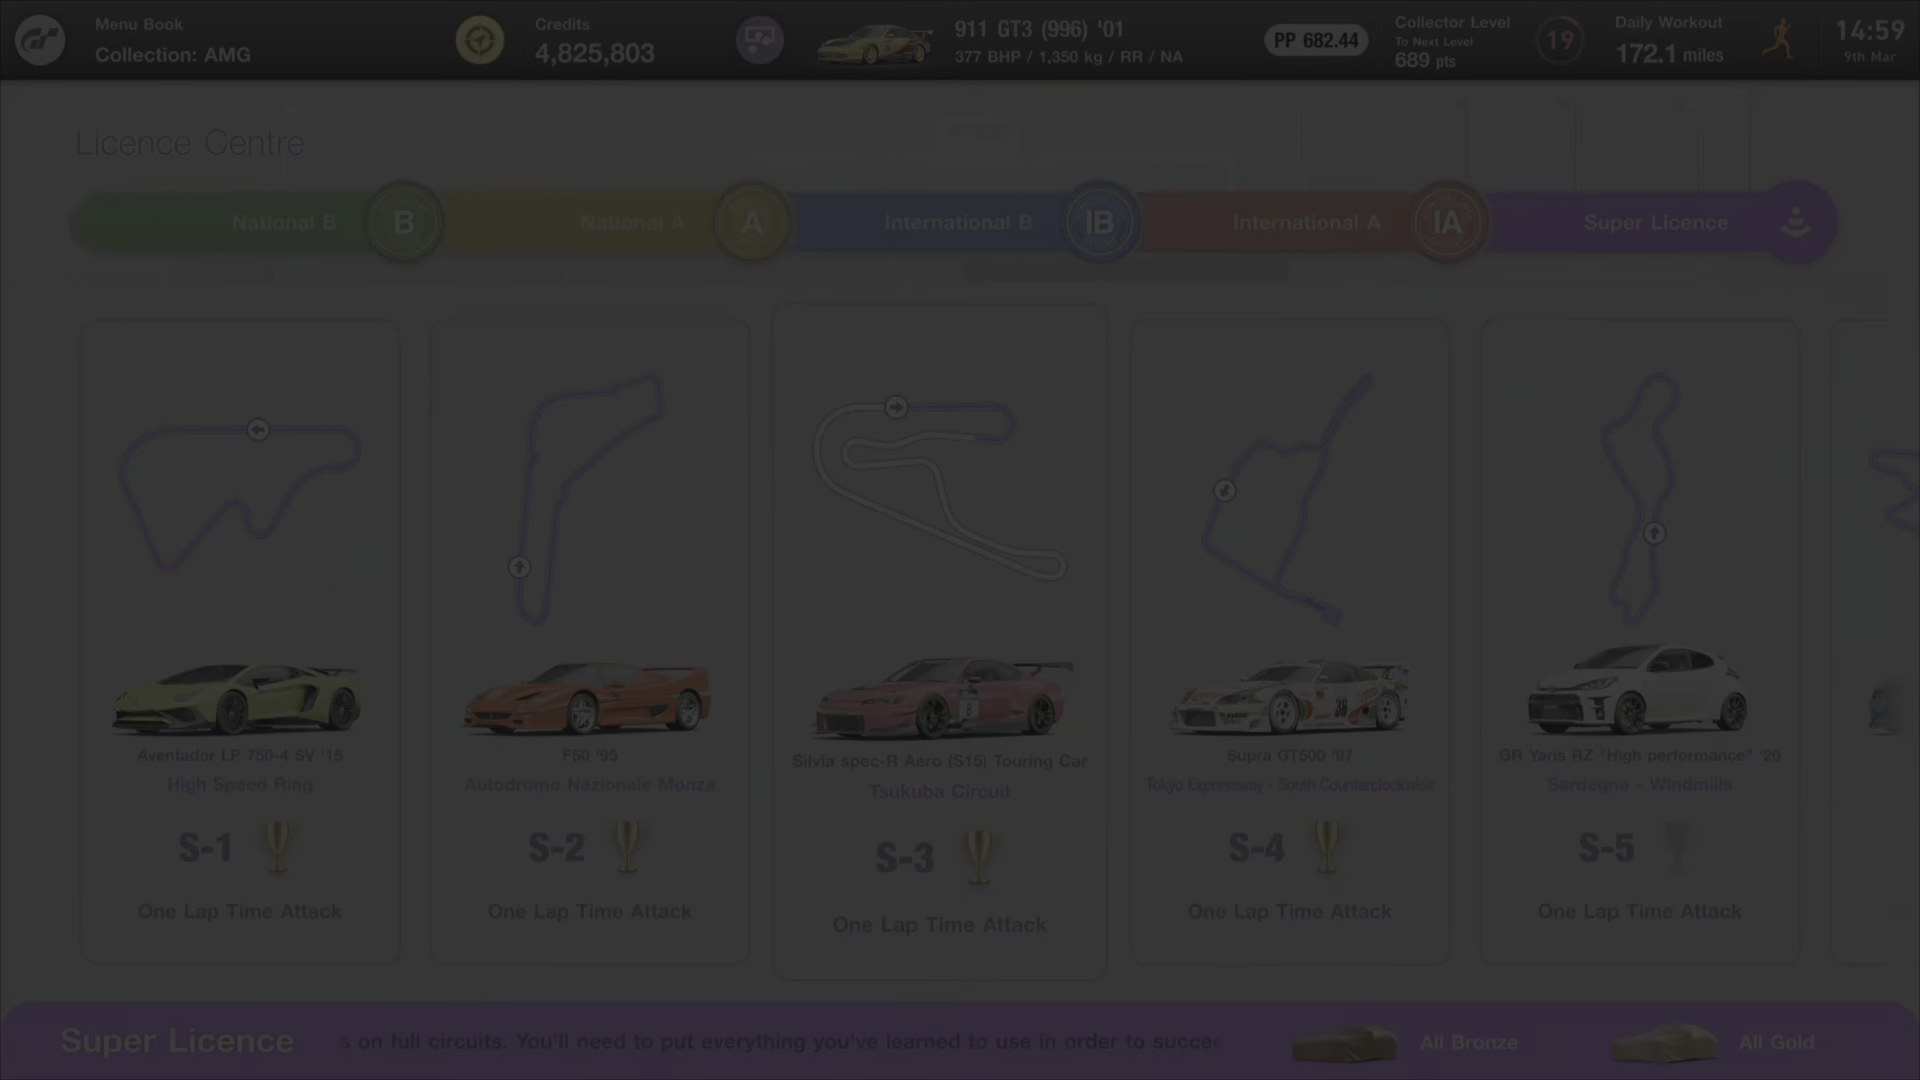 Menu Book
Collection: AMG
Credits
4,825,803
911 GT3 (996) '01
377 BHP / 1,350 kg / RR / NA
PP 682.44
Collector Level
To Next Level
689 pts
19
Daily Workout
172.1 miles
14:59
9th Mar
Licence Centre
National B
B
National A
A
International B
IB
International A
IA
Super Licence
Aventador LP 750-4 SV '15
High Speed Ring
S-1
One Lap Time Attack
F50 '95
Autodromo Nazionale Monza
S-2
One Lap Time Attack
Silvia spec-R Aero (S15) Touring Car
Tsukuba Circuit
S-3
One Lap Time Attack
Supra GT500 '97
Tokyo Expressway - South Counterclockwise
S-4
One Lap Time Attack
GR Yaris RZ "High performance" '20
Sardegna - Windmills
S-5
One Lap Time Attack
Super Licence
s on full circuits. You'll need to put everything you've learned to use in order to succee
All Bronze
All Gold